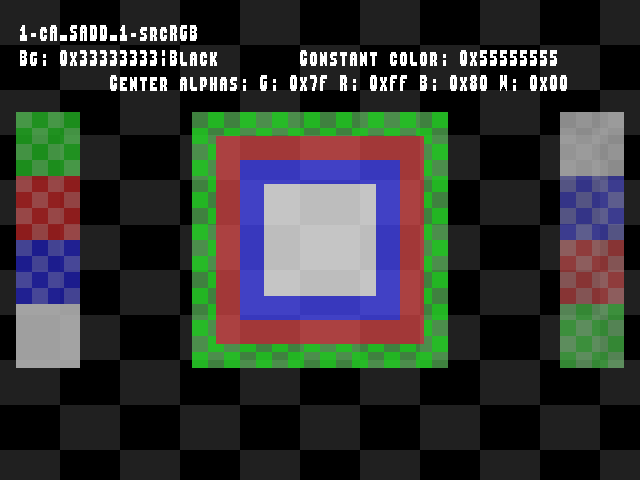 1-cA_SADD_1-srcRGB
Bg: 0x33333333¦Black Constant color: 0x55555555
Center alphas: G: 0x7f R: 0xff B: 0x80 W: 0x00